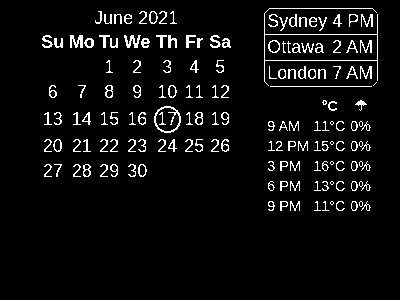 June 2021
Su Mo Tu We Th Fr Sa
1 2 3 4 5
6 7 8 9 10 11 12
13 14 15 16 17 18 19
20 21 22 23 24 25 26
27 28 29 30
Sydney 4 PM
Ottawa 2 AM
London 7 AM
°C ☂
9 AM 11°C 0%
12 PM 15°C 0%
3 PM 16°C 0%
6 PM 13°C 0%
9 PM 11°C 0%